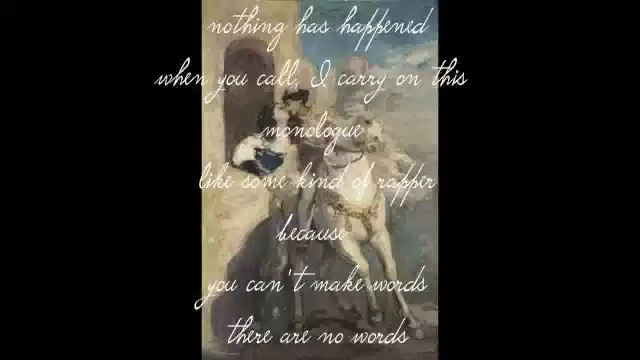 nothing has happened
when you call, I carry on this
monologue
like some kind of rapper
because
you can't make words
there are no words